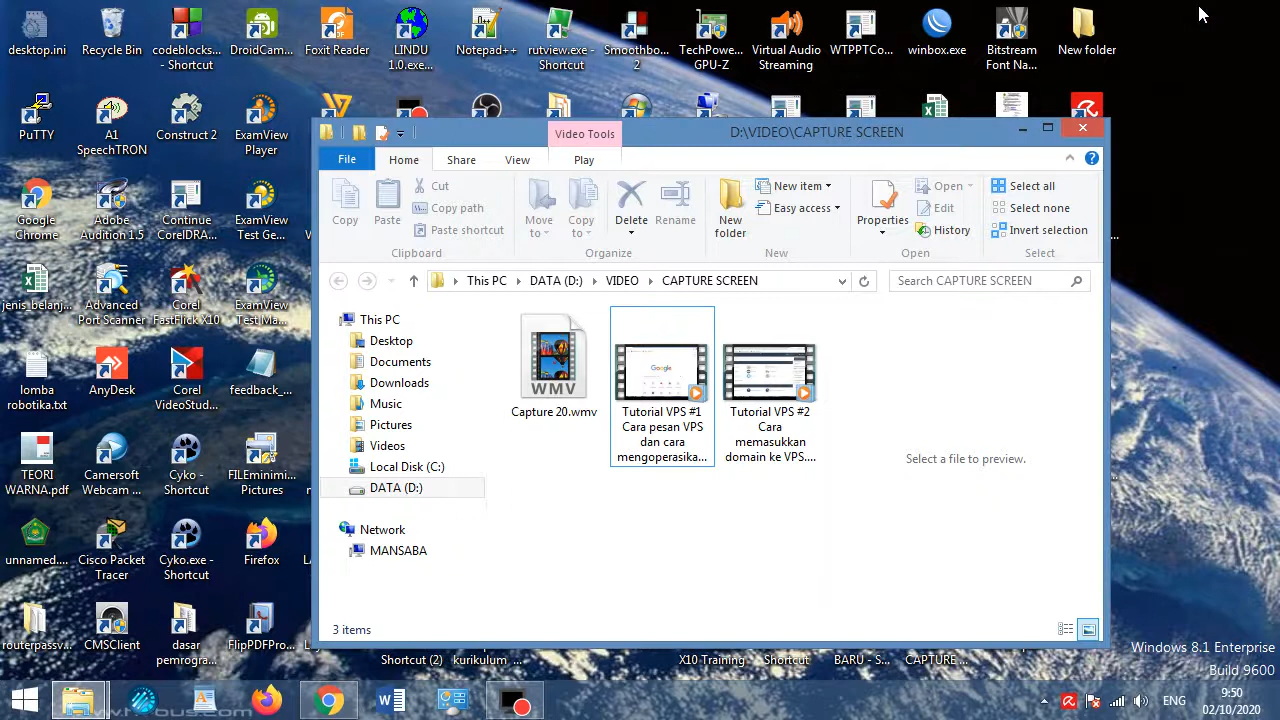 desktop.ini
Recycle Bin
codeblocks...
- Shortcut
DroidCam...
Foxit Reader
LINDU
1.0.exe...
Notepad++
rutview.exe -
Shortcut
Smoothbo...
2
TechPowe...
GPU-Z
Virtual Audio
Streaming
WTPPTCo...
winbox.exe
Bitstream
Font Na...
New folder
PuTTY
A1
SpeechTRON
Construct 2
ExamView
Player
Google
Chrome
Adobe
Audition 1.5
Continue
CorelDRA...
ExamView
Test Ge...
jenis_belanj...
Advanced
Port Scanner
Corel
FastFlick X10
ExamView
Test Ma...
lomba
robotika.txt
AnyDesk
Corel
VideoStud...
feedback_...
TEORI
WARNA.pdf
Camersoft
Webcam ...
Cyko -
Shortcut
FILEminimi...
Pictures
unnamed....
Cisco Packet
Tracer
Cyko.exe -
Shortcut
Firefox
routerpassv...
CMSClient
dasar
pemrogra...
FlipPDFPro...
Shortcut (2)
kurikulum_...
X10 Training
Shortcut
BARU - S...
CAPTURE ...
Video Tools
D:\VIDEO\CAPTURE SCREEN
File
Home
Share
View
Play
Copy
Paste
Cut
Copy path
Paste shortcut
Clipboard
Move
to
Copy
to
Delete
Rename
Organize
New
folder
New item
Easy access
New
Properties
Open
Edit
History
Open
Select all
Select none
Invert selection
Select
This PC
DATA (D:)
VIDEO
CAPTURE SCREEN
Search CAPTURE SCREEN
This PC
Desktop
Documents
Downloads
Music
Pictures
Videos
Local Disk (C:)
DATA (D:)
Network
MANSABA
WMV
Capture 20.wmv
Google
Tutorial VPS #1
Cara pesan VPS
dan cara
mengoperasika...
Tutorial VPS #2
Cara
memasukkan
domain ke VPS....
Select a file to preview.
3 items
Windows 8.1 Enterprise
Build 9600
ENG
9:50
02/10/2020